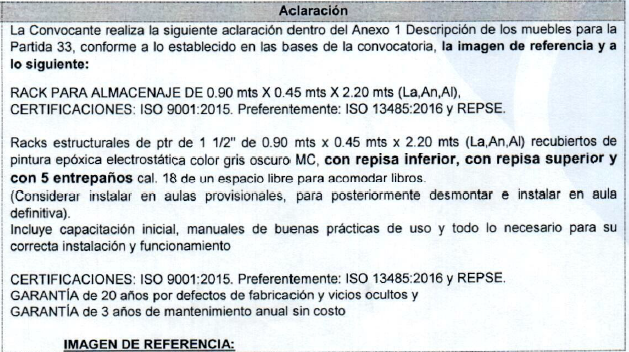 Aclaración
La Convocante realiza la siguiente aclaración dentro del Anexo 1 Descripción de los muebles para la
Partida 33, conforme a lo establecido en las bases de la convocatoria, la imagen de referencia y a
lo siguiente:
RACK PARA ALMACENAJE DE 0.90 mts X 0.45 mts X 2.20 mts (La,An,Al),
CERTIFICACIONES: ISO 9001:2015. Preferentemente: ISO 13485:2016 y REPSE.
Racks estructurales de ptr de 1 1/2" de 0.90 mts x 0.45 mts x 2.20 mts (La,An,Al) recubiertos de
pintura epóxica electrostática color gris oscuro MC, con repisa inferior, con repisa superior y
con 5 entrepaños cal. 18 de un espacio libre para acomodar libros.
(Considerar instalar en aulas provisionales, para posteriormente desmontar e instalar en aula
definitiva).
Incluye capacitación inicial, manuales de buenas prácticas de uso y todo lo necesario para su
correcta instalación y funcionamiento
CERTIFICACIONES: ISO 9001:2015. Preferentemente: ISO 13485:2016 y REPSE.
GARANTÍA de 20 años por defectos de fabricación y vicios ocultos y
GARANTÍA de 3 años de mantenimiento anual sin costo
IMAGEN DE REFERENCIA: